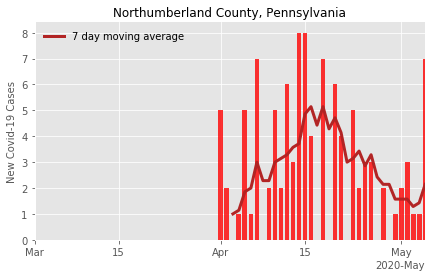 Northumberland County, Pennsylvania
7 day moving average
New Covid-19 Cases
8
7
6
5
4
3
2
1
0
Mar 15 Apr 15 May
2020-May